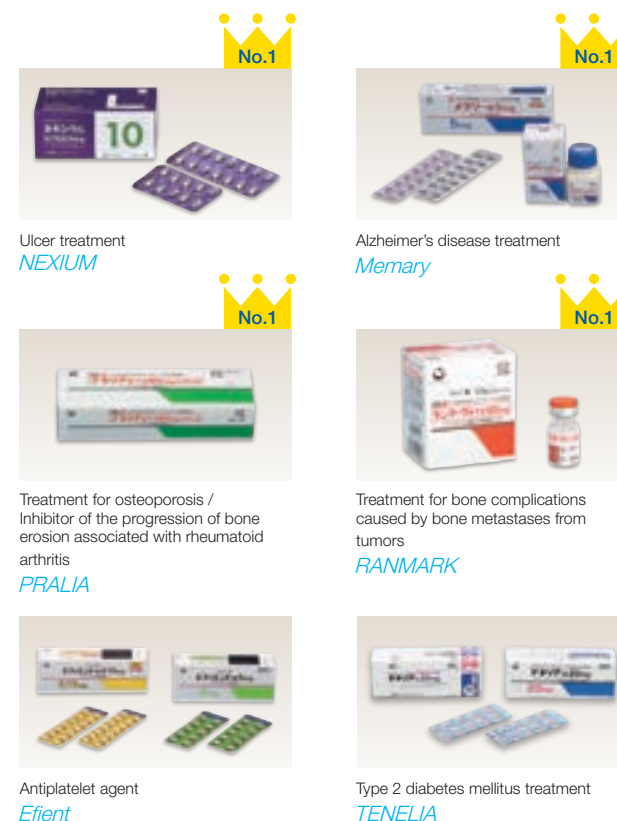 No.1
No.1
10
Ulcer treatment
NEXIUM
Alzheimer's disease treatment
Memary
No.1
No.1
Treatment for osteoporosis /
Inhibitor of the progression of bone
erosion associated with rheumatoid
arthritis
PRALIA
Treatment for bone complications
caused by bone metastases from
tumors
RANMARK
Antiplatelet agent
Efient
Type 2 diabetes mellitus treatment
TENELIA